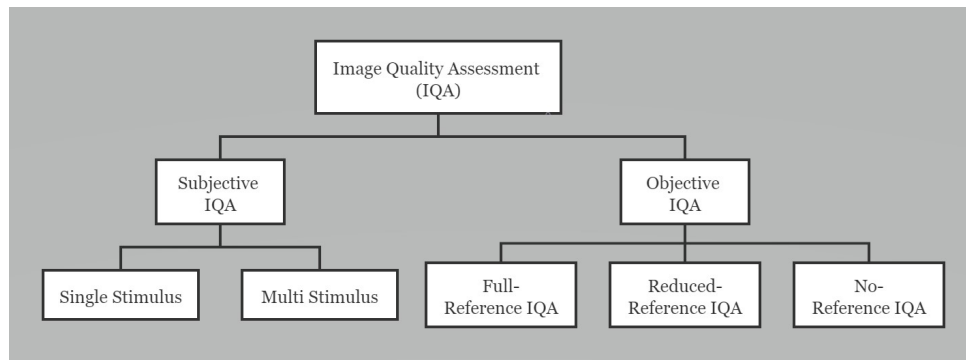 Image Quality Assessment
(IQA)
Subjective
IQA
Objective
IQA
Single Stimulus
Multi Stimulus
Full-
Reference IQA
Reduced-
Reference IQA
No-
Reference IQA